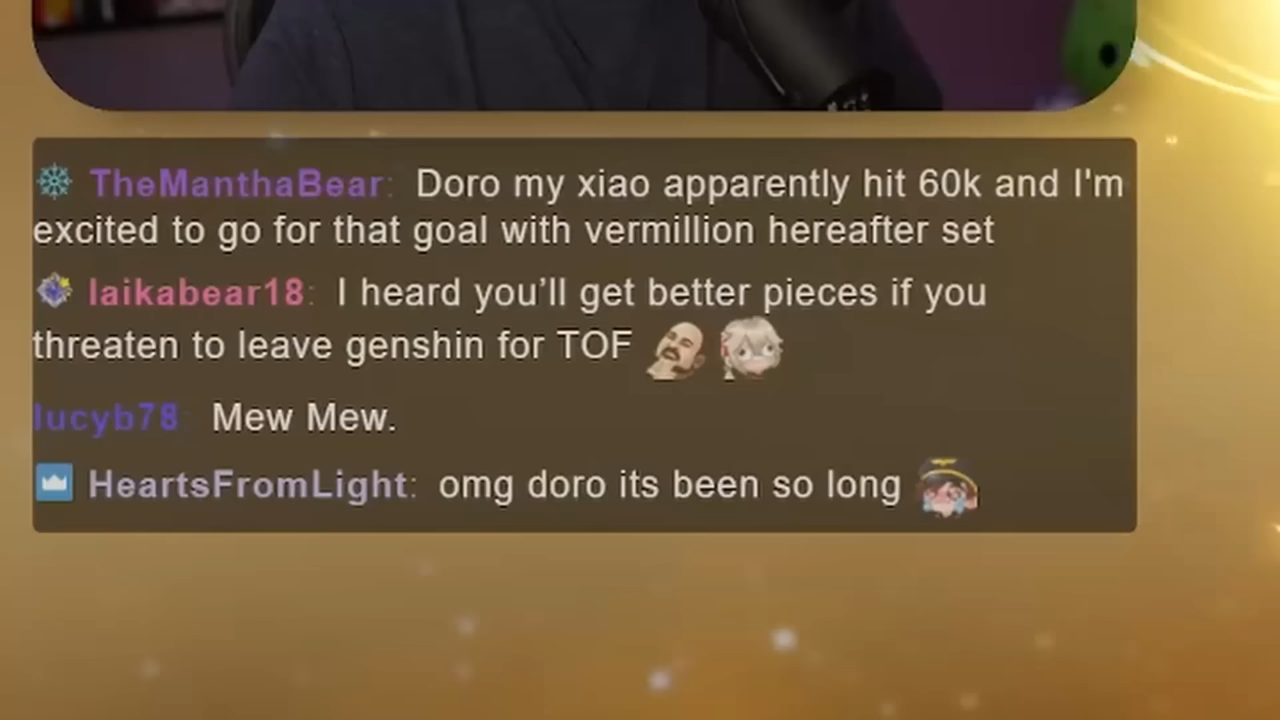 TheManthaBear: Doro my xiao apparently hit 60k and I'm
excited to go for that goal with vermillion hereafter set
laikabear18: I heard you’ll get better pieces if you
threaten to leave genshin for TOF
lucyb78: Mew Mew.
HeartsFromLight: omg doro its been so long